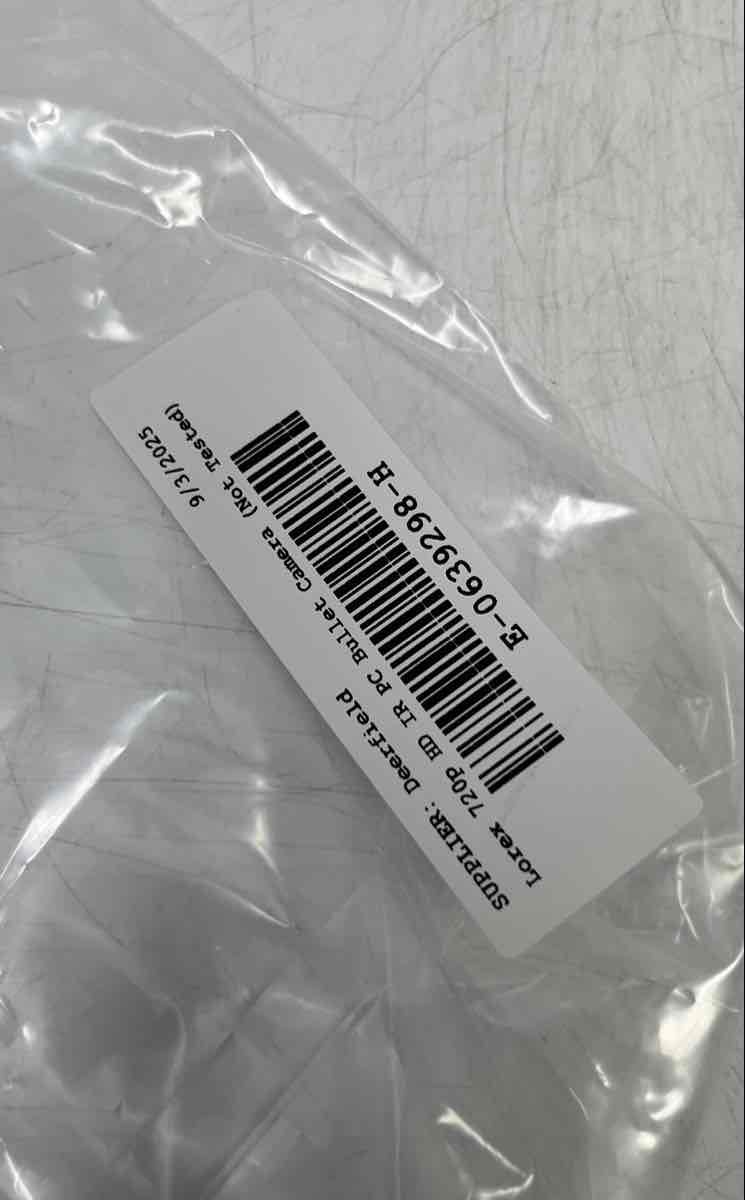 E-0639298-H
Lorex 720p HD IR PC Bullet Camera (Not Tested)
SUPPLIER: Deerfield
9/3/2025